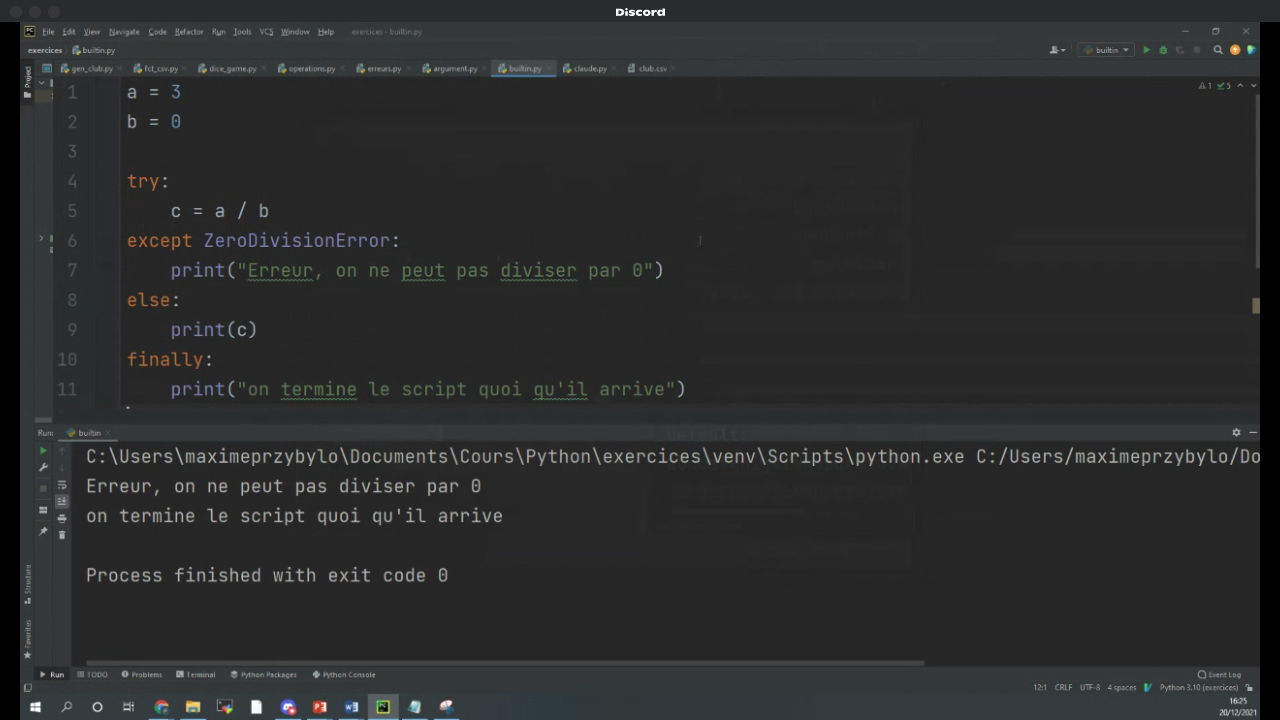 Discord
File Edit View Navigate Code Refactor Run Tools VCS Window Help exercices - builtin.py
exercices builtin.py builtin
Project gen_club.py fct_csv.py dice_game.py operations.py erreurs.py argument.py builtin.py claude.py club.csv
1 a = 3
1 5
2 b = 0
3
4 try:
5 c = a / b
6 except ZeroDivisionError:
7 print("Erreur, on ne peut pas diviser par 0")
8 else:
9 print(c)
10 finally:
11 print("on termine le script quoi qu'il arrive")
Run: builtin
C:\Users\maximeprzybylo\Documents\Cours\Python\exercices\venv\Scripts\python.exe C:/Users/maximeprzybylo/Do
Erreur, on ne peut pas diviser par 0
on termine le script quoi qu'il arrive
Process finished with exit code 0
Structure
Favorites
Run TODO Problems Terminal Python Packages Python Console Event Log
12:1 CRLF UTF-8 4 spaces Python 3.10 (exercices)
16:25
20/12/2021